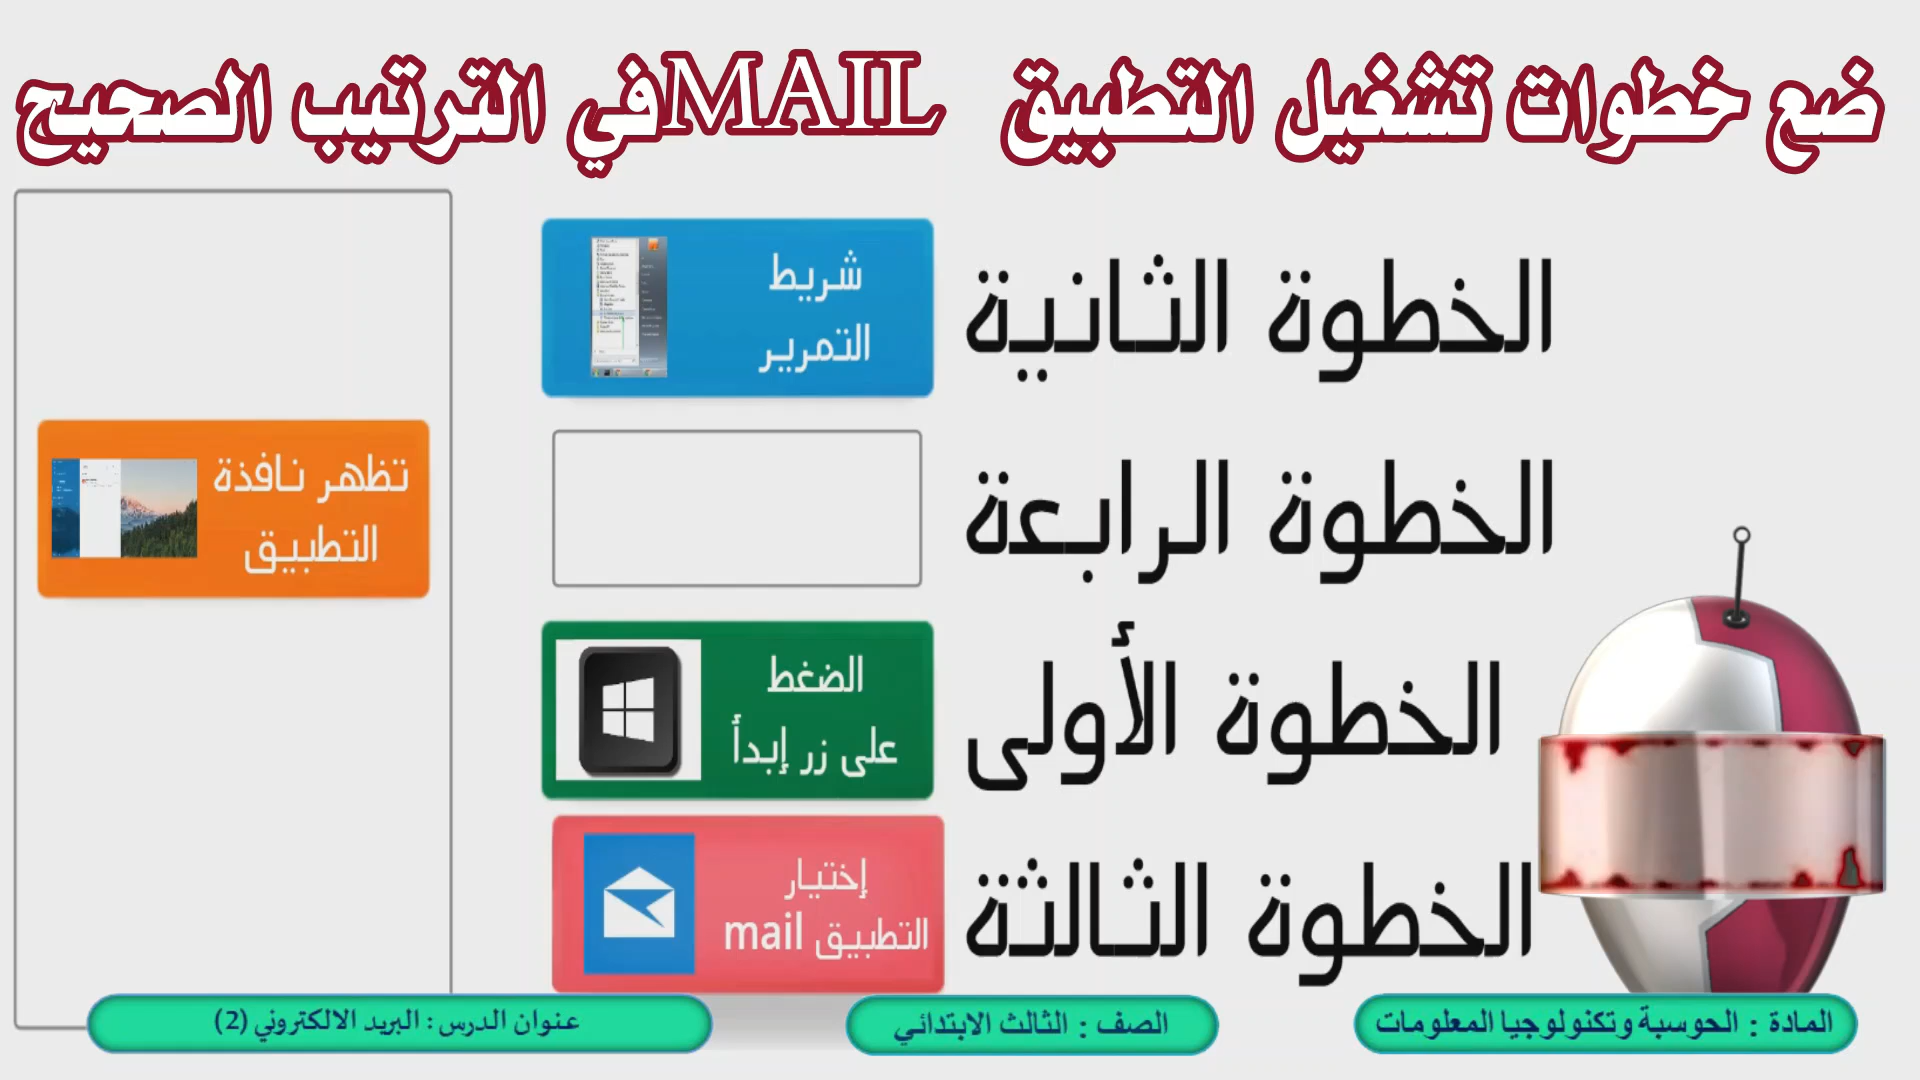 ضع خطوات تشغيل التطبيق MAILفي الترتيب الصحيح
الخطوة الثانية
شريط
التمرير
الخطوة الرابعة
تظهر نافذة
التطبيق
الخطوة الأولى
الضغط
على زر إبدأ
الخطوة الثالثة
إختيار
التطبيق mail
المادة : الحوسبة وتكنولوجيا المعلومات
الصف : الثالث الابتدائي
عنوان الدرس : البريد الالكتروني (2)